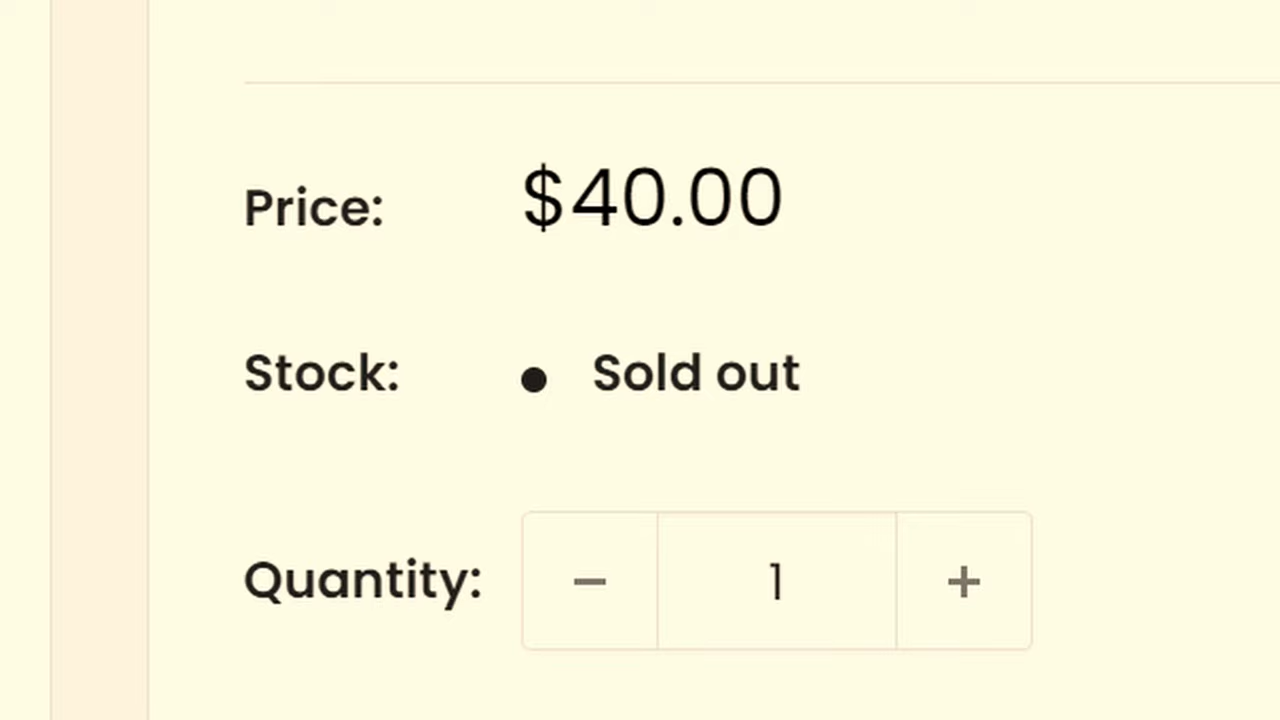 Price: $40.00
Stock: Sold out
Quantity: − 1 +